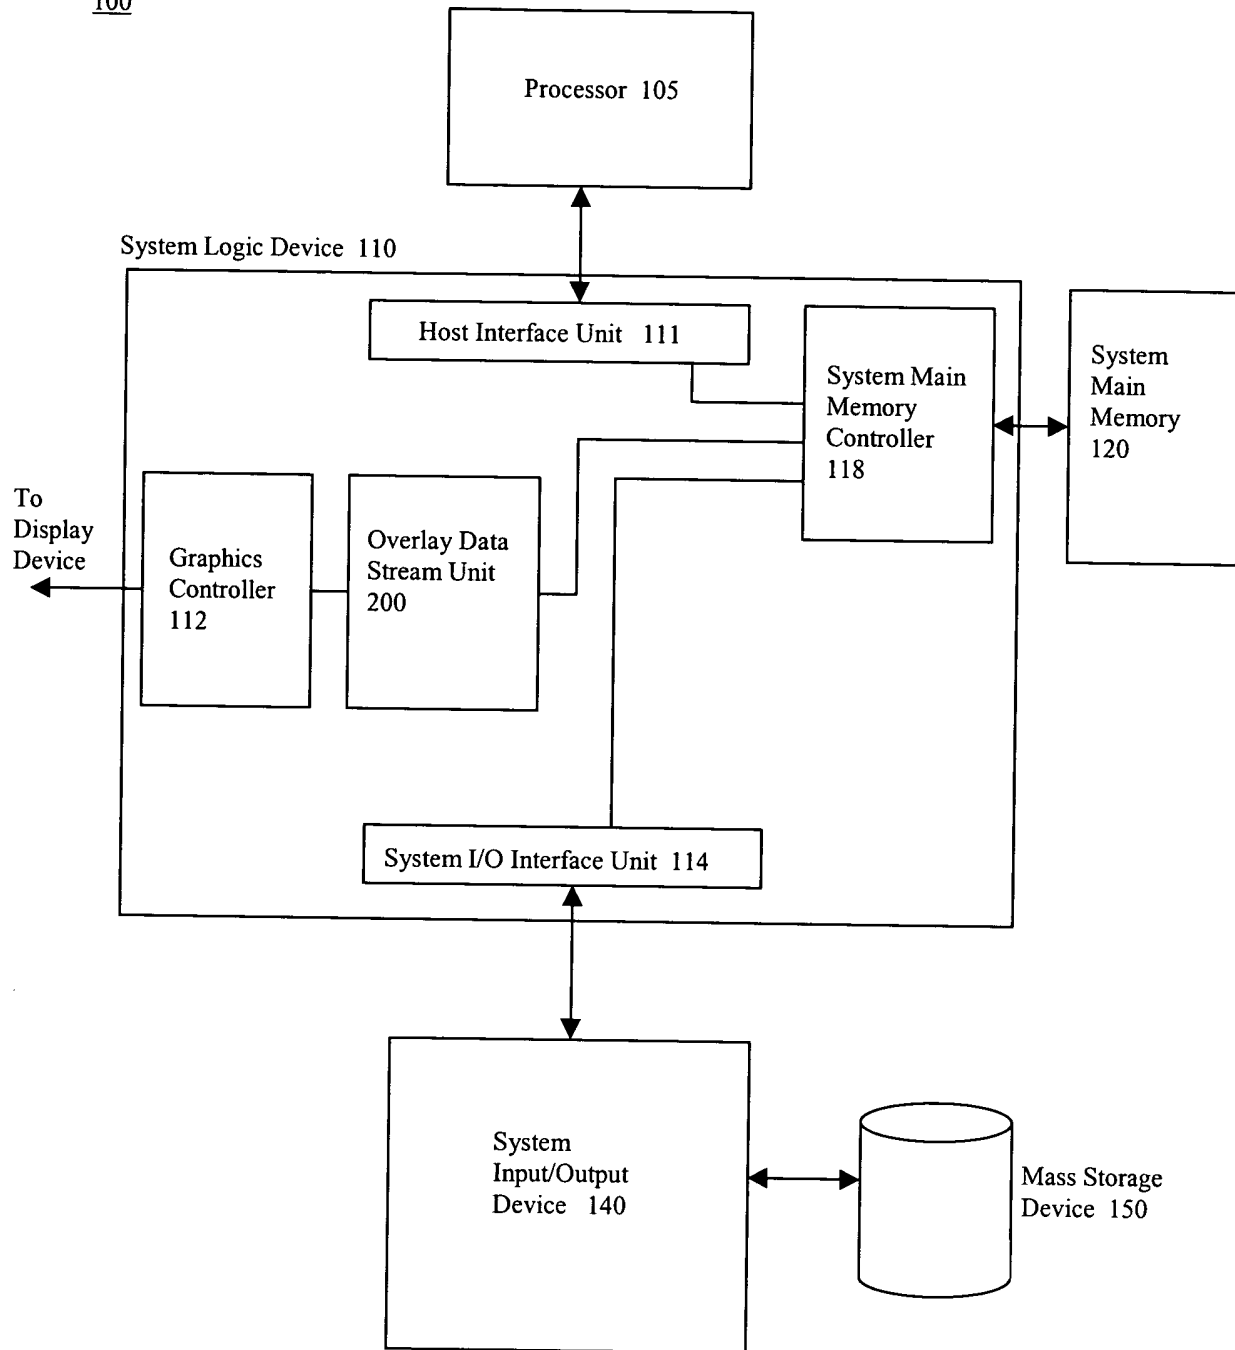 100
Processor 105
System Logic Device 110
Host Interface Unit 111
System Main
Memory
Controller
118
System
Main
Memory
120
To
Display
Device
Graphics
Controller
112
Overlay Data
Stream Unit
200
System I/O Interface Unit 114
System
Input/Output
Device 140
Mass Storage
Device 150